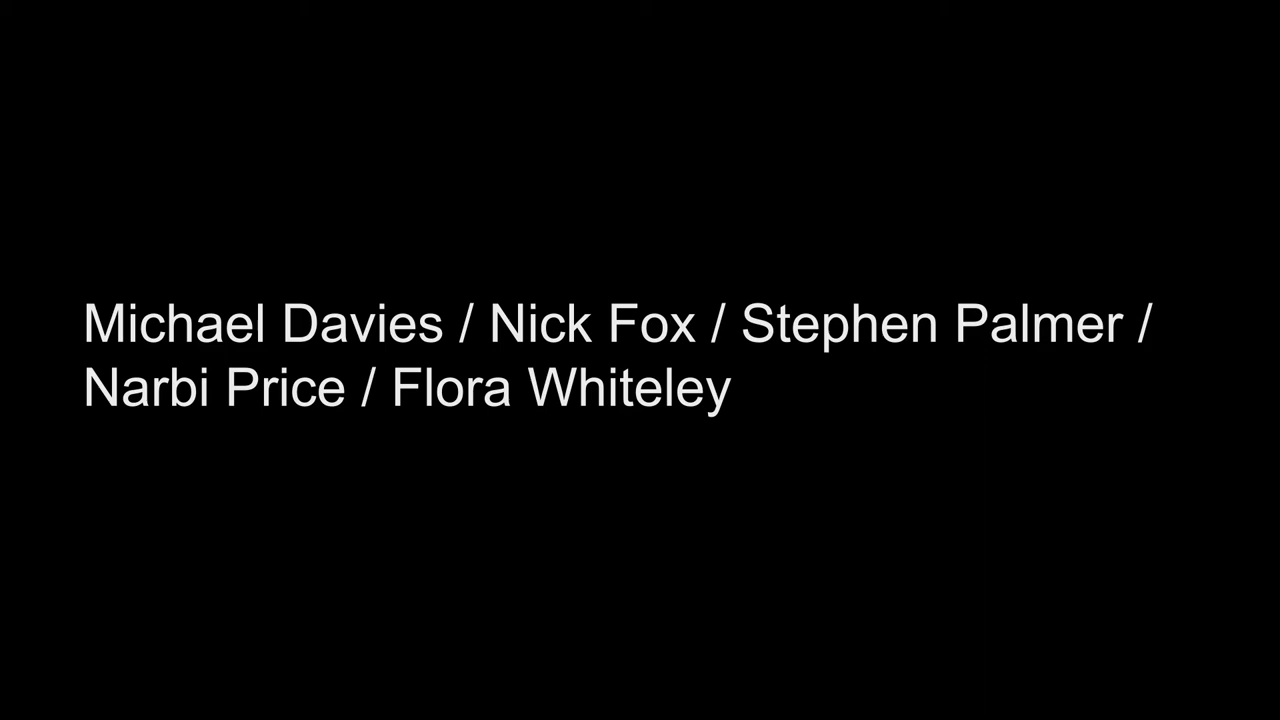 Michael Davies / Nick Fox / Stephen Palmer /
Narbi Price / Flora Whiteley